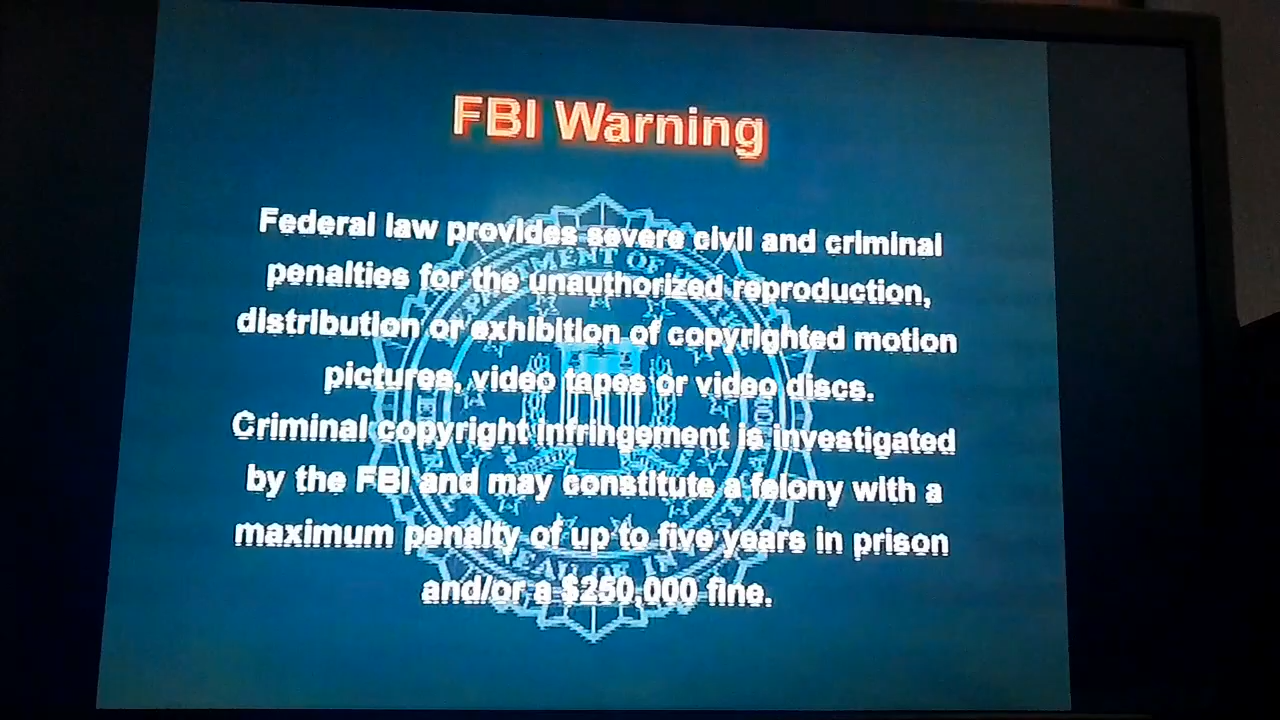 FBI Warning
Federal law provides severe civil and criminal
penalties for the unauthorized reproduction,
distribution or exhibition of copyrighted motion
pictures, video tapes or video discs.
Criminal copyright infringement is investigated
by the FBI and may constitute a felony with a
maximum penalty of up to five years in prison
and/or a $250,000 fine.